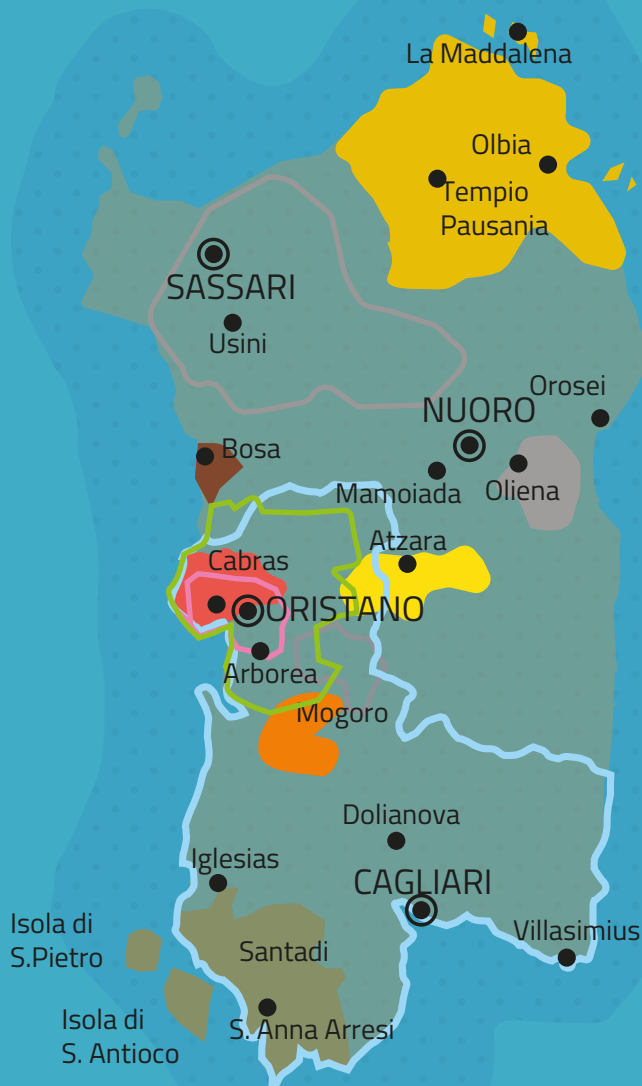 La Maddalena
Olbia
Tempio
Pausania
SASSARI
Usini
Orosei
NUORO
Bosa
Mamoiada
Oliena
Atzara
Cabras
ORISTANO
Arborea
Mogoro
Dolianova
Iglesias
CAGLIARI
Isola di
S.Pietro
Villasimius
Santadi
Isola di
S. Antioco
S. Anna Arresi